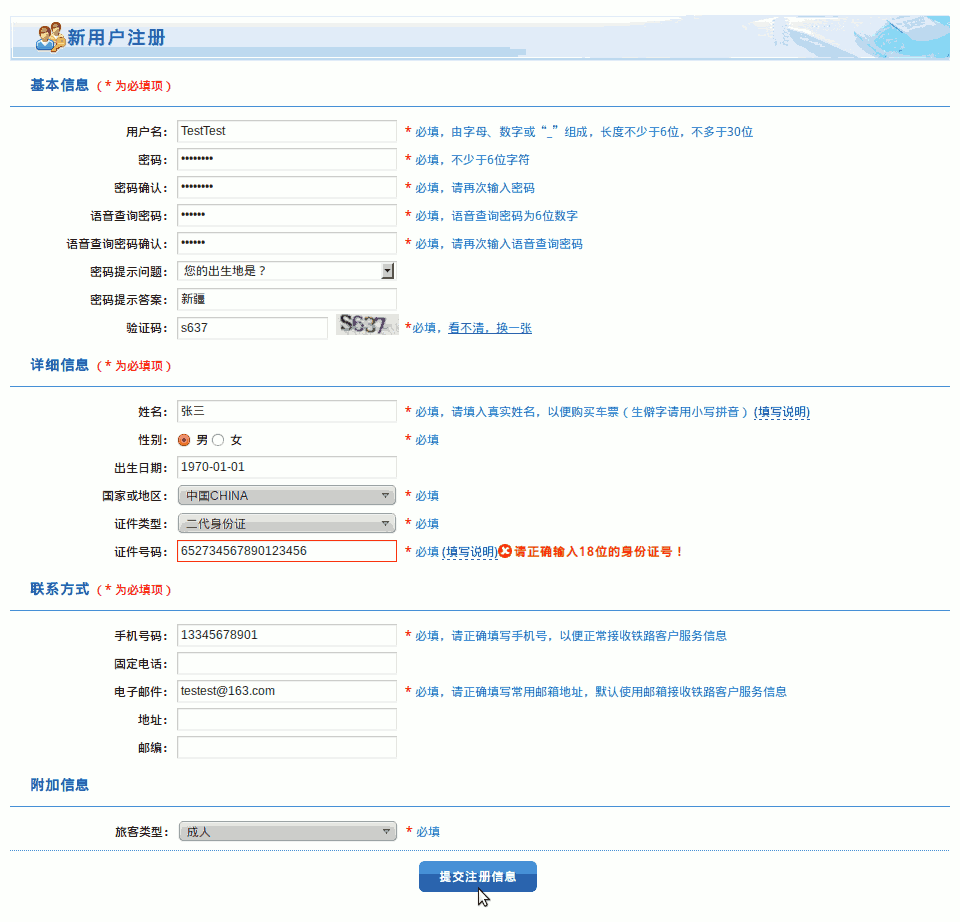 新用户注册
基本信息 (*为必填项)
用户名： TestTest * 必填，由字母、数字或“_”组成，长度不少于6位，不多于30位
密码： •••••••• * 必填，不少于6位字符
密码确认： •••••••• * 必填，请再次输入密码
语音查询密码： •••••• * 必填，语音查询密码为6位数字
语音查询密码确认： •••••• * 必填，请再次输入语音查询密码
密码提示问题： 您的出生地是？
密码提示答案： 新疆
验证码： s637 S637 *必填，看不清，换一张
详细信息 (*为必填项)
姓名： 张三 * 必填，请填入真实姓名，以便购买车票（生僻字请用小写拼音）(填写说明)
性别： 男 女 * 必填
出生日期： 1970-01-01
国家或地区： 中国CHINA * 必填
证件类型： 二代身份证 * 必填
证件号码： 652734567890123456 * 必填 (填写说明) 请正确输入18位的身份证号！
联系方式 (*为必填项)
手机号码： 13345678901 * 必填，请正确填写手机号，以便正常接收铁路客户服务信息
固定电话：
电子邮件： testest@163.com * 必填，请正确填写常用邮箱地址，默认使用邮箱接收铁路客户服务信息
地址：
邮编：
附加信息
旅客类型： 成人 * 必填
提交注册信息